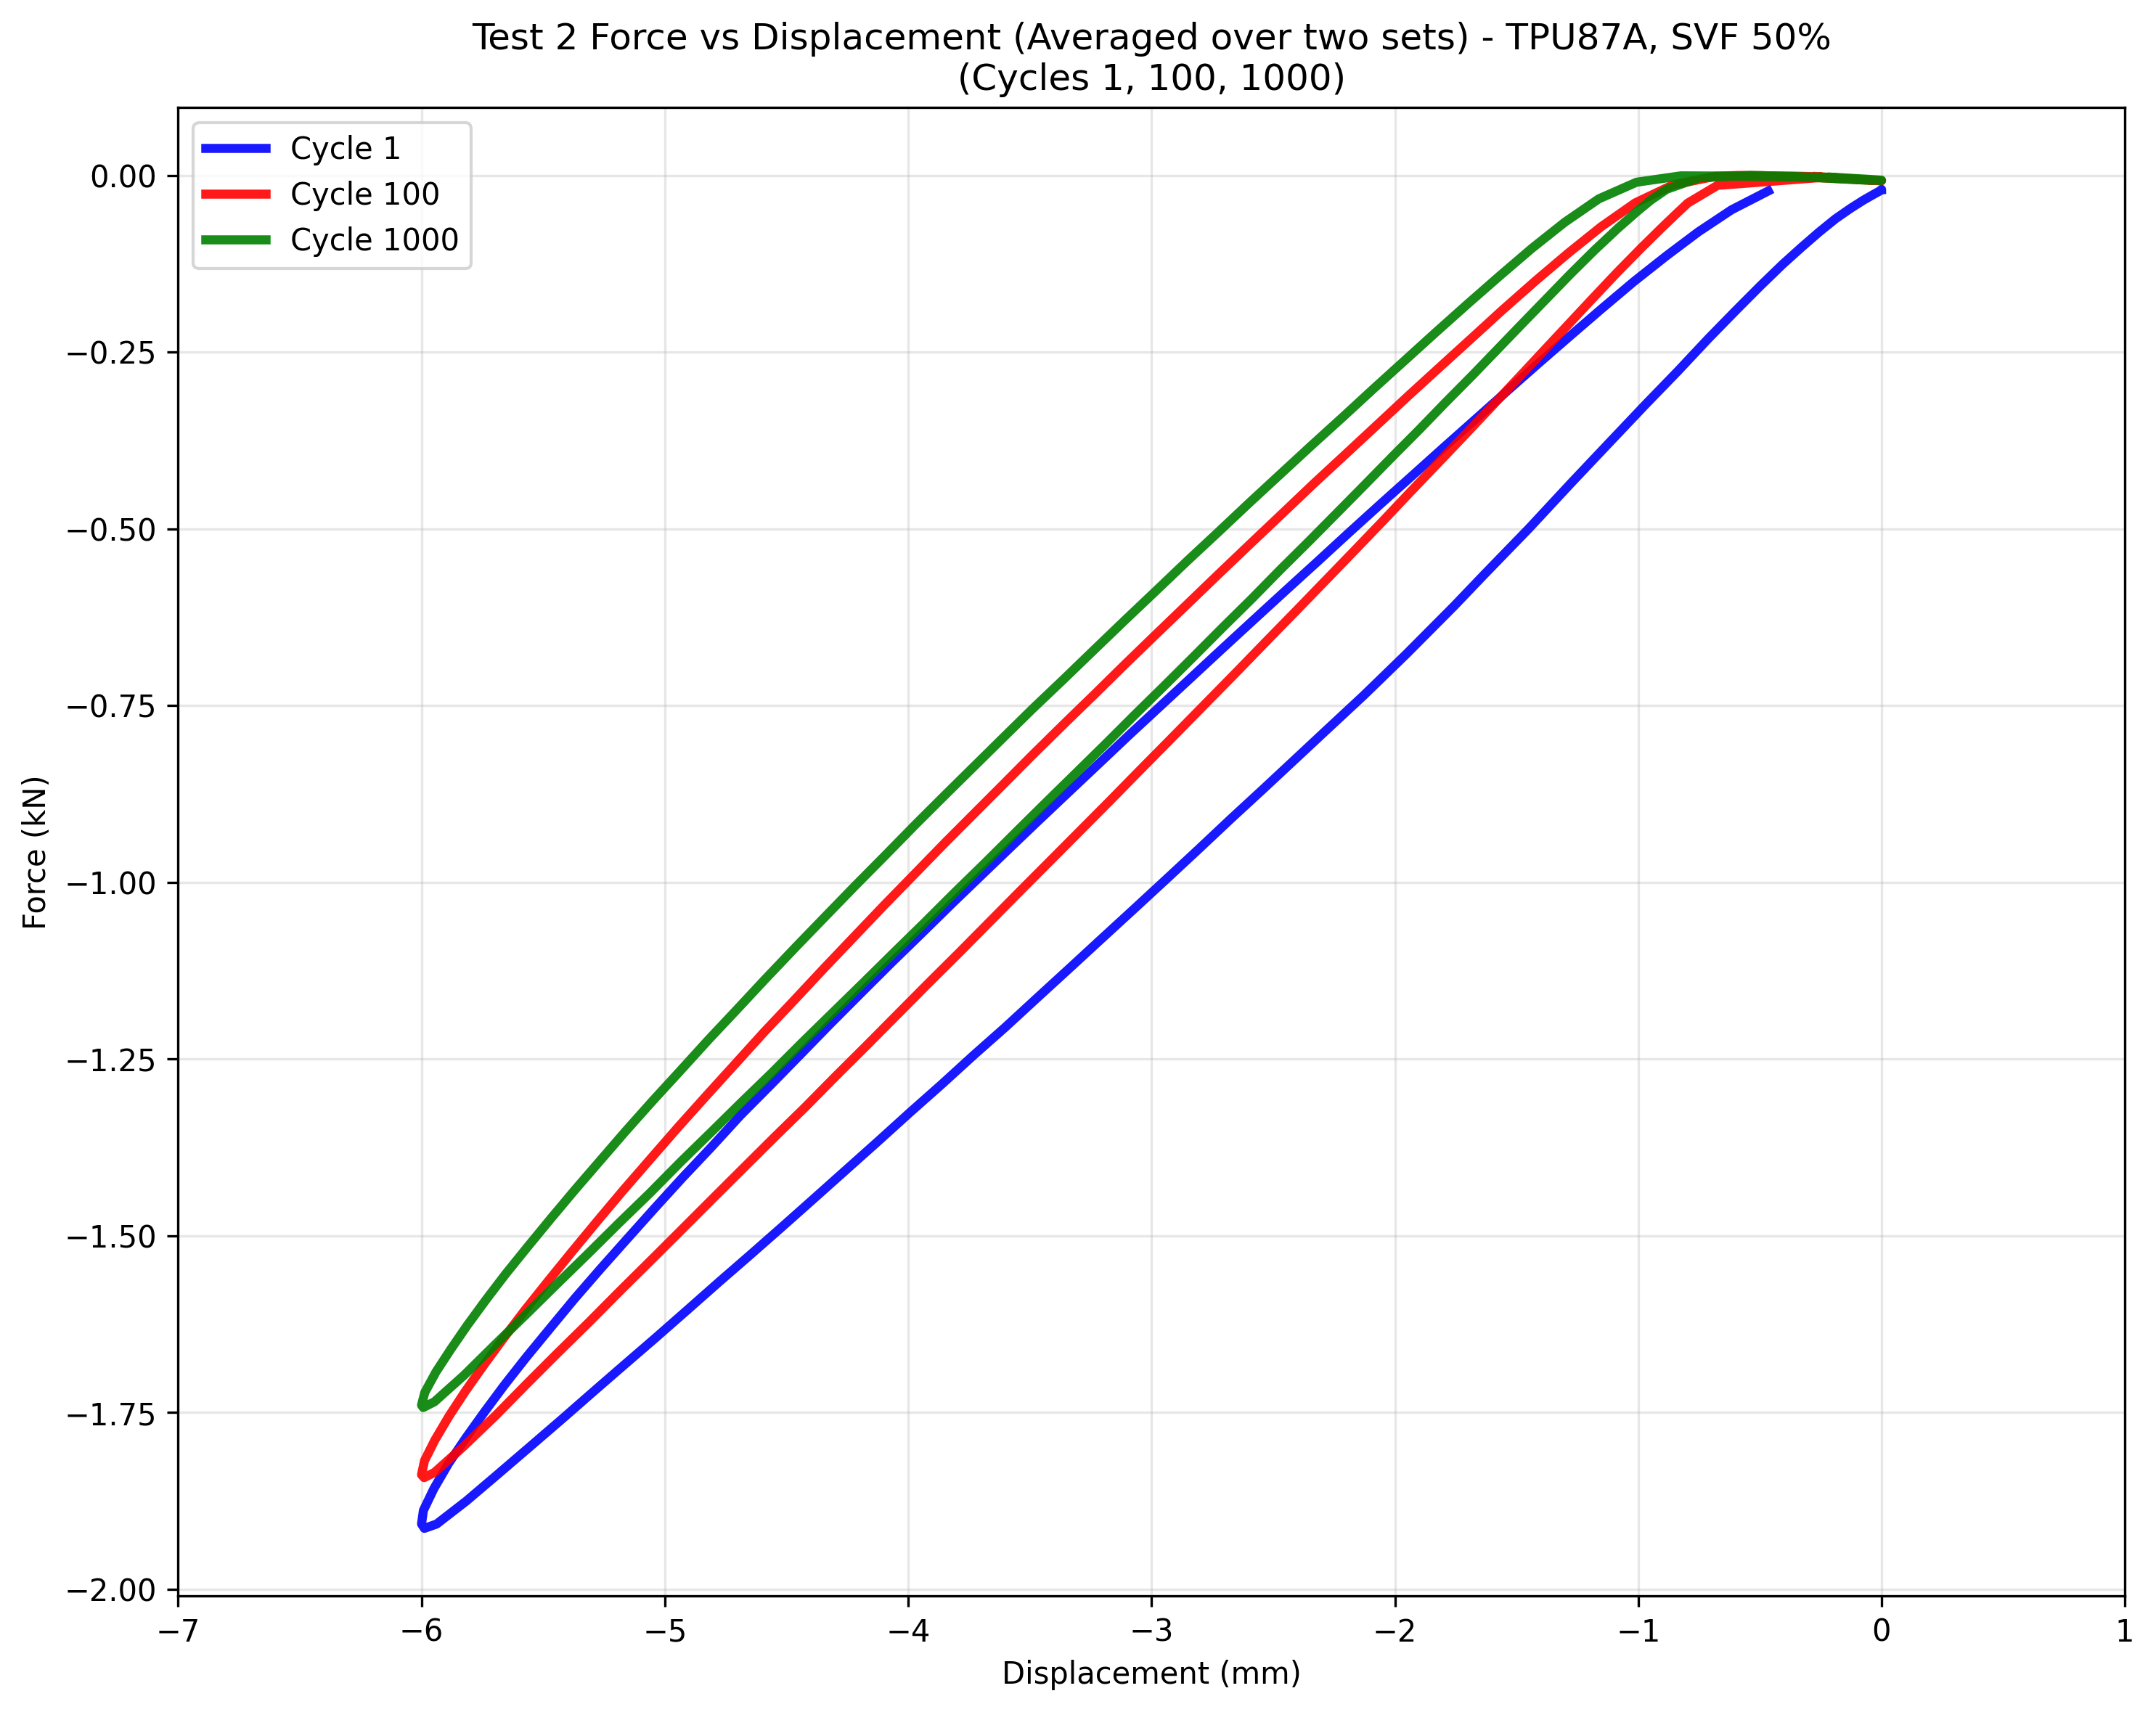 Test 2 Force vs Displacement (Averaged over two sets) - TPU87A, SVF 50%
(Cycles 1, 100, 1000)
Cycle 1
Cycle 100
Cycle 1000
0.00
−0.25
−0.50
−0.75
−1.00
−1.25
−1.50
−1.75
−2.00
Force (kN)
−7
−6
−5
−4
−3
−2
−1
0
1
Displacement (mm)